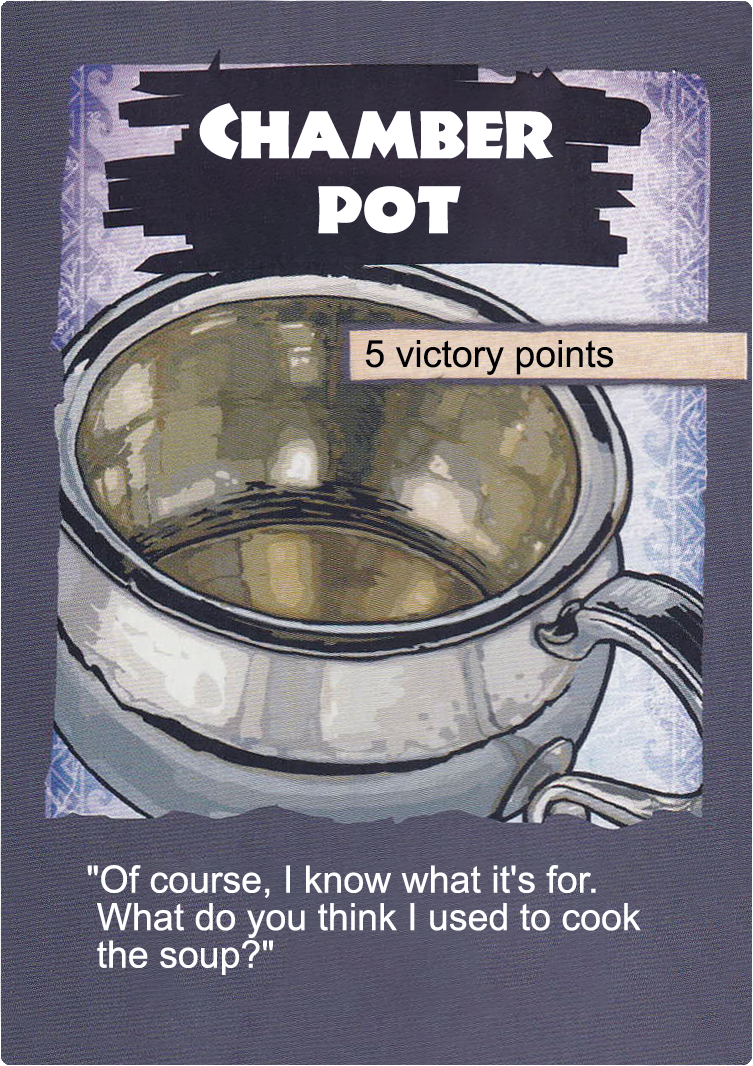 CHAMBER
POT
5 victory points
"Of course, I know what it's for.
What do you think I used to cook
the soup?"